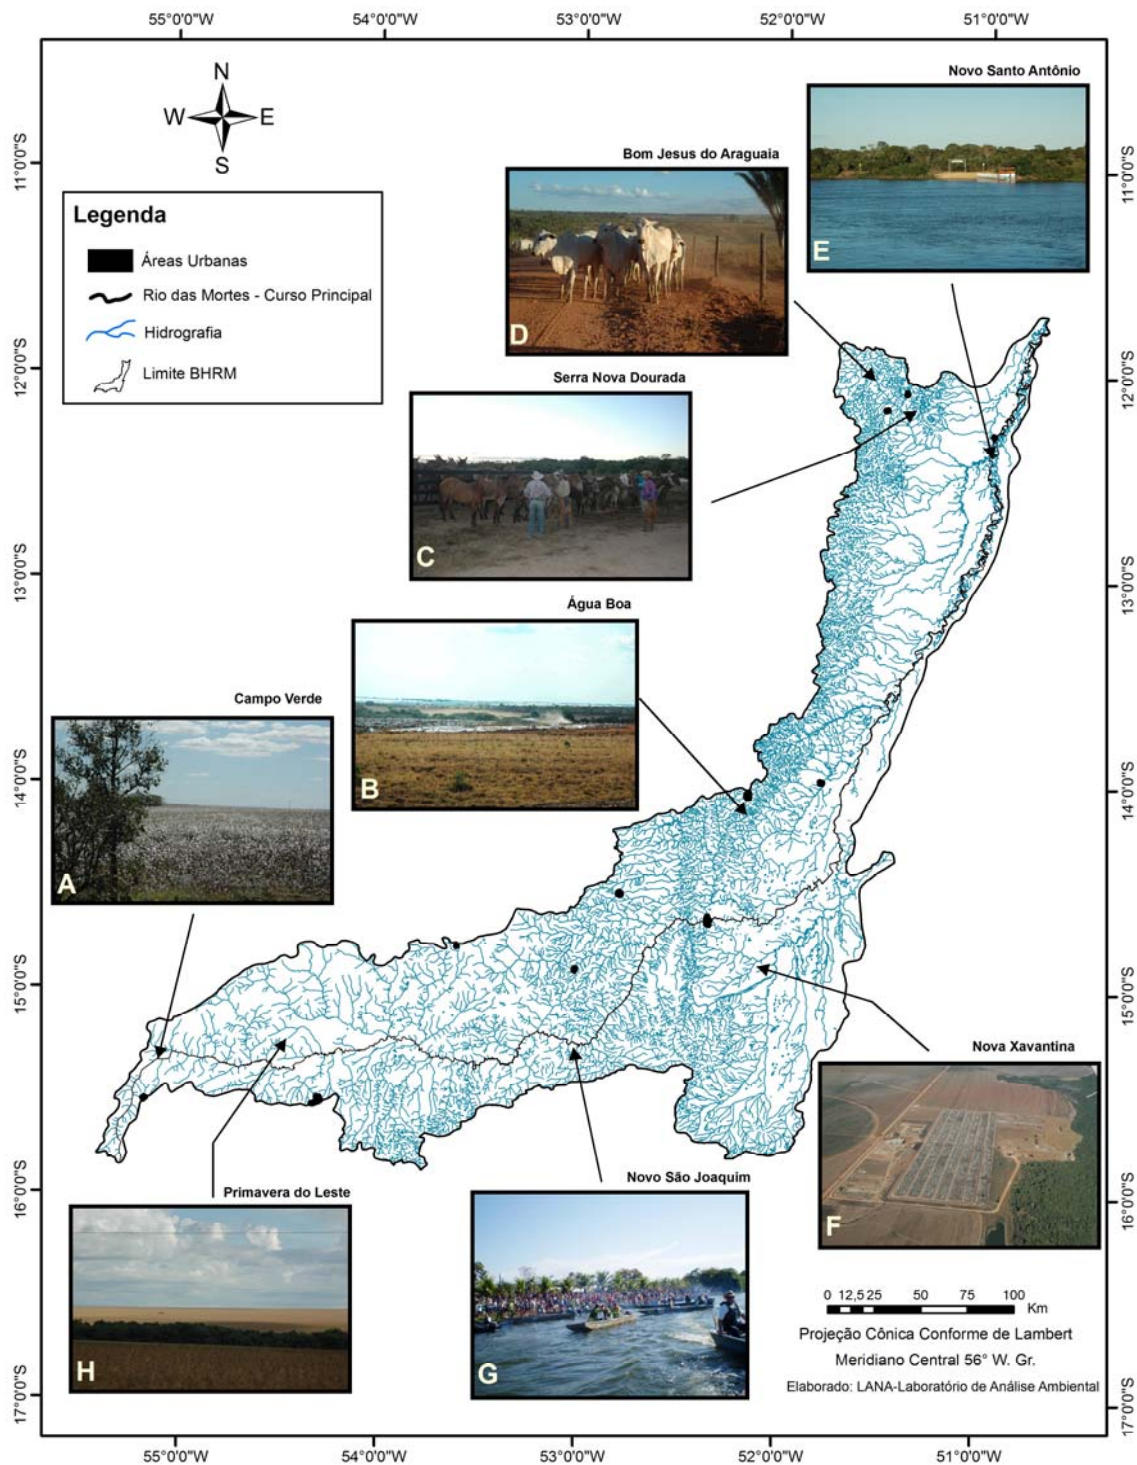 55°0'0"W 54°0'0"W 53°0'0"W 52°0'0"W 51°0'0"W
N
W E
S
Legenda
Áreas Urbanas
Rio das Mortes - Curso Principal
Hidrografia
Limite BHRM
Novo Santo Antônio
E
Bom Jesus do Araguaia
D
Serra Nova Dourada
C
Água Boa
B
Campo Verde
A
Nova Xavantina
F
Novo São Joaquim
G
Primavera do Leste
H
11°0'0"S
12°0'0"S
13°0'0"S
14°0'0"S
15°0'0"S
16°0'0"S
17°0'0"S
11°0'0"S
12°0'0"S
13°0'0"S
14°0'0"S
15°0'0"S
16°0'0"S
17°0'0"S
0 12,5 25 50 75 100
Km
Projeção Cônica Conforme de Lambert
Meridiano Central 56° W. Gr.
Elaborado: LANA-Laboratório de Análise Ambiental
55°0'0"W 54°0'0"W 53°0'0"W 52°0'0"W 51°0'0"W